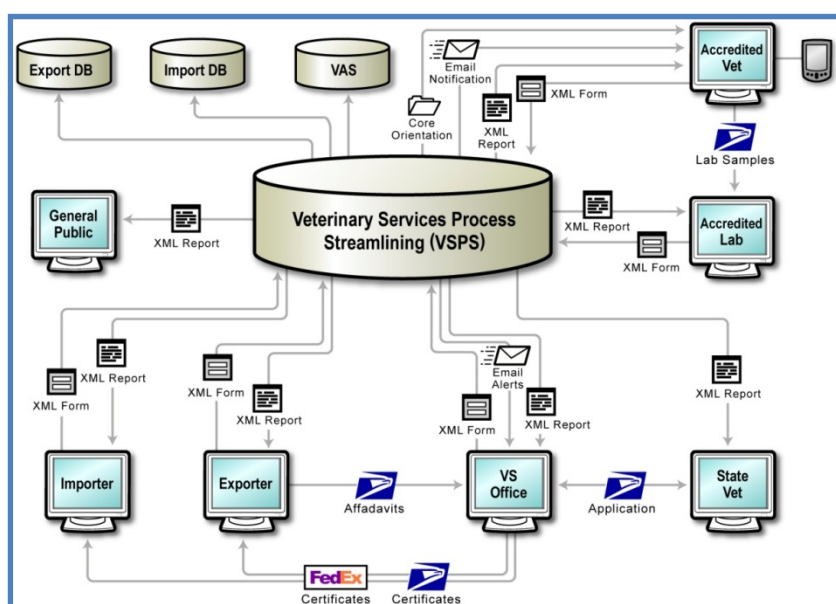 Export DB
Import DB
VAS
Email
Notification
Accredited
Vet
Core
Orientation
XML
Report
XML Form
Lab Samples
General
Public
XML Report
Veterinary Services Process
Streamlining (VSPS)
XML Report
XML Form
Accredited
Lab
XML Form
XML Report
XML Form
XML Report
Email
Alerts
XML Form
XML Report
XML Report
Importer
Exporter
Affadavits
VS
Office
Application
State
Vet
FedEx
Certificates
Certificates